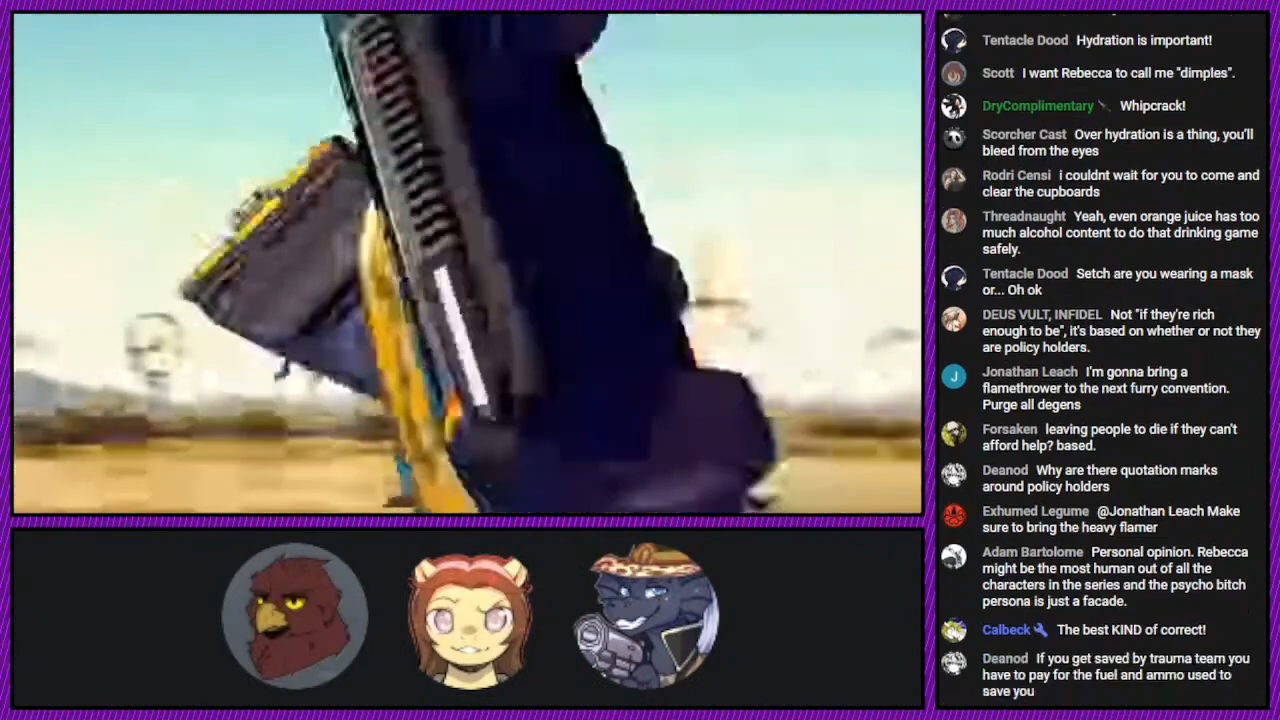 Tentacle Dood Hydration is important!
Scott I want Rebecca to call me "dimples".
DryComplimentary Whipcrack!
Scorcher Cast Over hydration is a thing, you'll
bleed from the eyes
Rodri Censi i couldnt wait for you to come and
clear the cupboards
Threadnaught Yeah, even orange juice has too
much alcohol content to do that drinking game
safely.
Tentacle Dood Setch are you wearing a mask
or... Oh ok
DEUS VULT, INFIDEL Not "if they're rich
enough to be", it's based on whether or not they
are policy holders.
J
Jonathan Leach I'm gonna bring a
flamethrower to the next furry convention.
Purge all degens
Forsaken leaving people to die if they can't
afford help? based.
Deanod Why are there quotation marks
around policy holders
Exhumed Legume @Jonathan Leach Make
sure to bring the heavy flamer
Adam Bartolome Personal opinion. Rebecca
might be the most human out of all the
characters in the series and the psycho bitch
persona is just a facade.
Calbeck The best KIND of correct!
Deanod If you get saved by trauma team you
have to pay for the fuel and ammo used to
save you